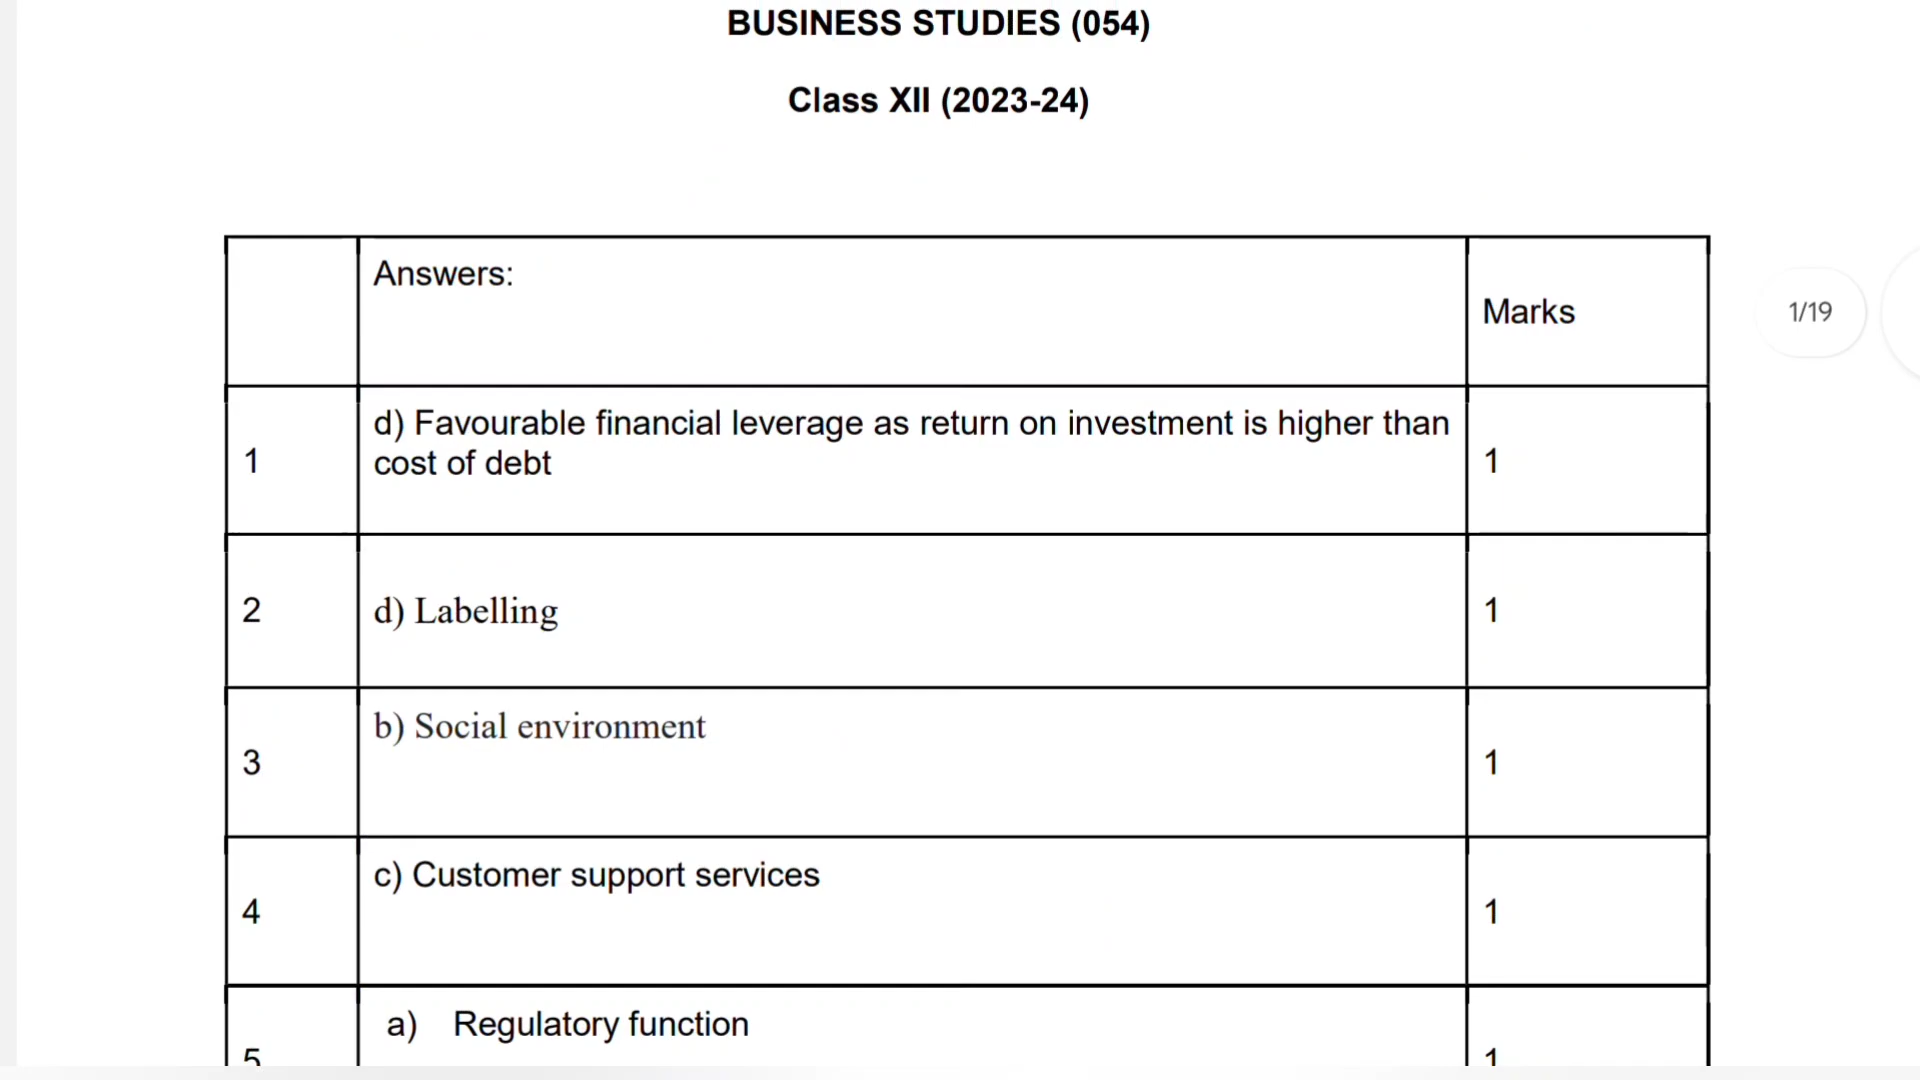 BUSINESS STUDIES (054)
Class XII (2023-24)
Answers:
Marks
1/19
d) Favourable financial leverage as return on investment is higher than
1
cost of debt
1
2
d) Labelling
1
b) Social environment
3
1
c) Customer support services
4
1
a) Regulatory function
5
1